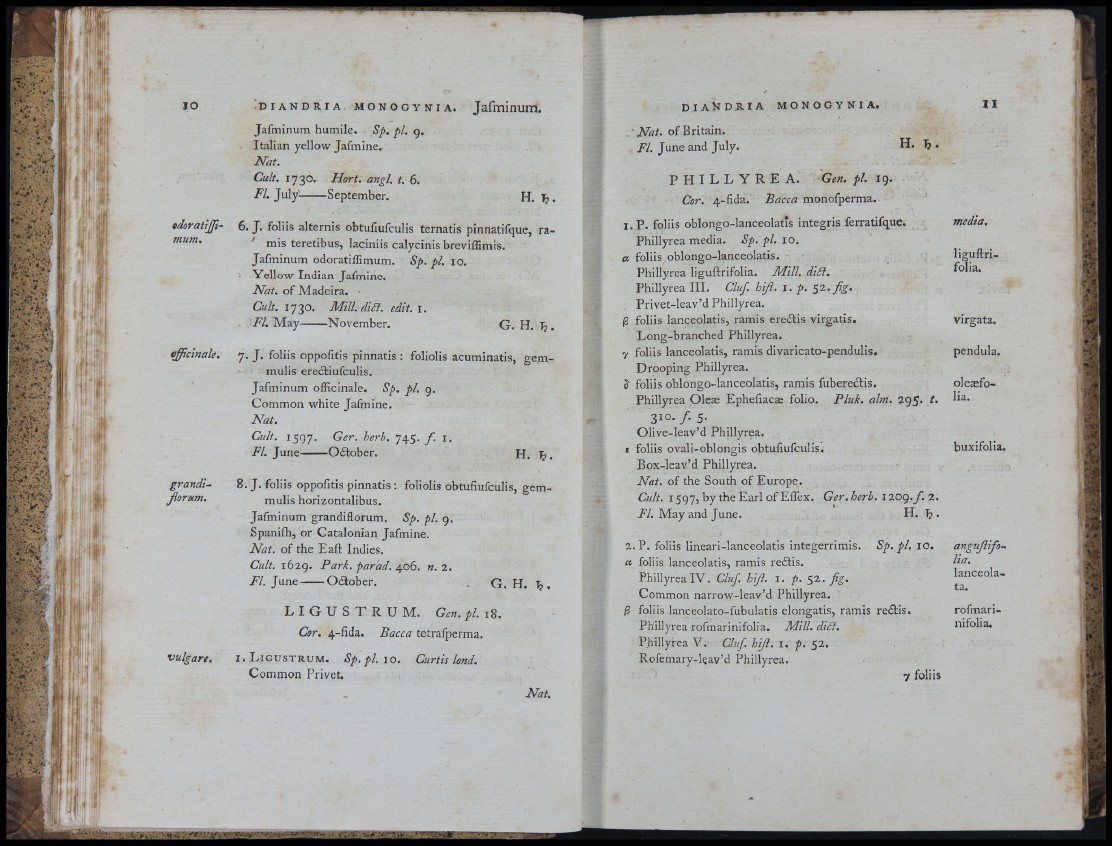 10 DIANDRIA MONOGYNIA. Jaſminum.
Jaſminum humile. Sp. pl. 9.
Italian yellow Jaſmine.
Nat.
Cult. 1730. Hort. angl. t. 6.
Fl. July——September. H. ♄.
odoratiſſi- 6. J. foliis alternis obtuſiuſculis ternatis pinnatiſque, ra-
mum. mis teretibus, laciniis calycinis breviſſimis.
Jaſminum odoratiſſimum. Sp. pl. 10.
Yellow Indian Jaſmine.
Nat. of Madeira.
Cult. 1730. Mill. dict. edit. 1.
Fl. May——November. G. H. ♄.
officinale. 7. J. foliis oppoſitis pinnatis: foliolis acuminatis, gem-
mulis erectiuſculis.
Jaſminum officinale. Sp. pl. 9.
Common white Jaſmine.
Nat.
Cult. 1597. Ger. herb. 745. f. 1.
Fl. June——October. H. ♄.
grandi- 8. J. foliis oppoſitis pinnatis: foliolis obtuſiuſculis, gem-
florum. mulis horizontalibus.
Jaſminum grandiflorum. Sp. pl. 9.
Spaniſh, or Catalonian Jaſmine.
Nat. of the Eaſt Indies.
Cult. 1629. Park. parad. 406. n. 2.
Fl. June——October. G. H. ♄.
LIGUSTRUM. Gen. pl. 18.
Cor. 4-fida. Bacca tetraſperma.
vulgare. 1. LIGUSTRUM. Sp. pl. 10. Curtis lond.
Common Privet.
Nat.
DIANDRIA MONOGYNIA. 11
Nat. of Britain.
Fl. June and July. H. ♄.
PHILLYREA. Gen. pl. 19.
Cor. 4-fida. Bacca monoſperma.
1. P. foliis oblongo-lanceolatis integris ſerratiſque. media.
Phillyrea media. Sp. pl. 10.
α foliis oblongo-lanceolatis. liguſtri-
Phillyrea liguſtrifolia. Mill. dict. folia.
Phillyrea III. Cluſ. hiſt. 1. p. 52. fig.
Privet-leav'd Phillyrea.
β foliis lanceolatis, ramis erectis virgatis. virgata.
Long-branched Phillyrea.
γ foliis lanceolatis, ramis divaricato-pendulis. pendula.
Drooping Phillyrea.
δ foliis oblongo-lanceolatis, ramis ſuberectis. oleæfo-
Phillyrea Oleæ Epheſiacæ folio. Pluk. alm. 295. t. lia.
310. f. 5.
Olive-leav'd Phillyrea.
ε foliis ovali-oblongis obtuſiuſculis. buxifolia.
Box-leav'd Phillyrea.
Nat. of the South of Europe.
Cult. 1597, by the Earl of Eſſex. Ger. herb. 1209. f. 2.
Fl. May and June. H. ♄.
2. P. foliis lineari-lanceolatis integerrimis. Sp. pl. 10. anguſtifo-
α foliis lanceolatis, ramis rectis. lia.
Phillyrea IV. Cluſ. hiſt. 1. p. 52. fig. lanceola-
Common narrow-leav'd Phillyrea. ta.
β foliis lanceolato-ſubulatis elongatis, ramis rectis. roſmari-
Phillyrea roſmarinifolia. Mill. dict. nifolia.
Phillyrea V. Cluſ. hiſt. 1. p. 52.
Roſemary-leav'd Phillyrea.
γ foliis